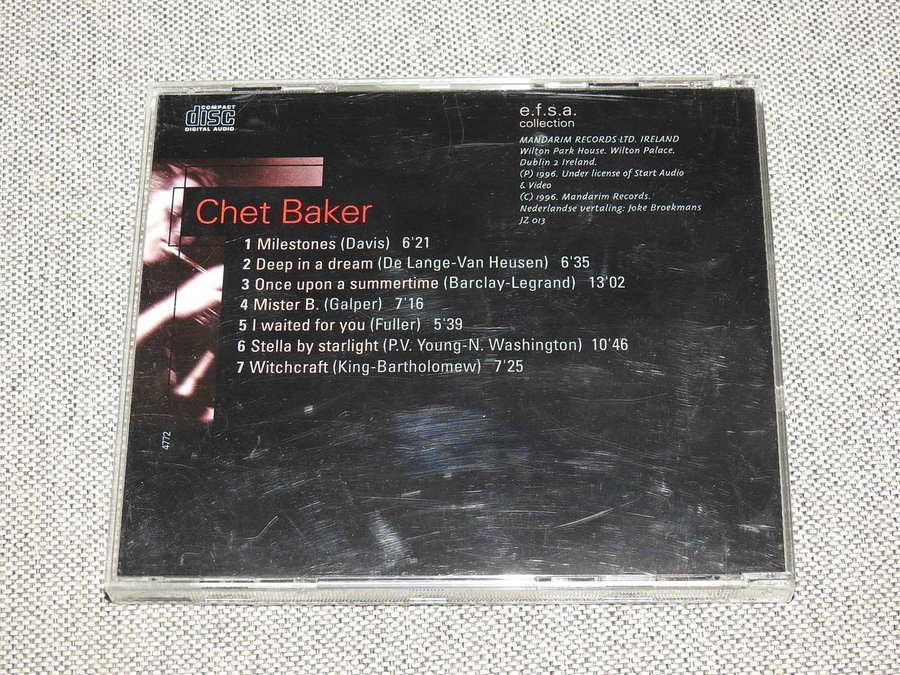 COMPACT
disc
DIGITAL AUDIO
e.f.s.a.
collection
MANDARIM RECORDS LTD. IRELAND
Wilton Park House. Wilton Palace.
Dublin 2 Ireland.
(P) 1996. Under license of Start Audio
& Video
(C) 1996. Mandarim Records.
Nederlandse vertaling: Joke Broekmans
JZ 013
Chet Baker
1 Milestones (Davis) 6'21
2 Deep in a dream (De Lange-Van Heusen) 6'35
3 Once upon a summertime (Barclay-Legrand) 13'02
4 Mister B. (Galper) 7'16
5 I waited for you (Fuller) 5'39
6 Stella by starlight (P.V. Young-N. Washington) 10'46
7 Witchcraft (King-Bartholomew) 7'25
4772